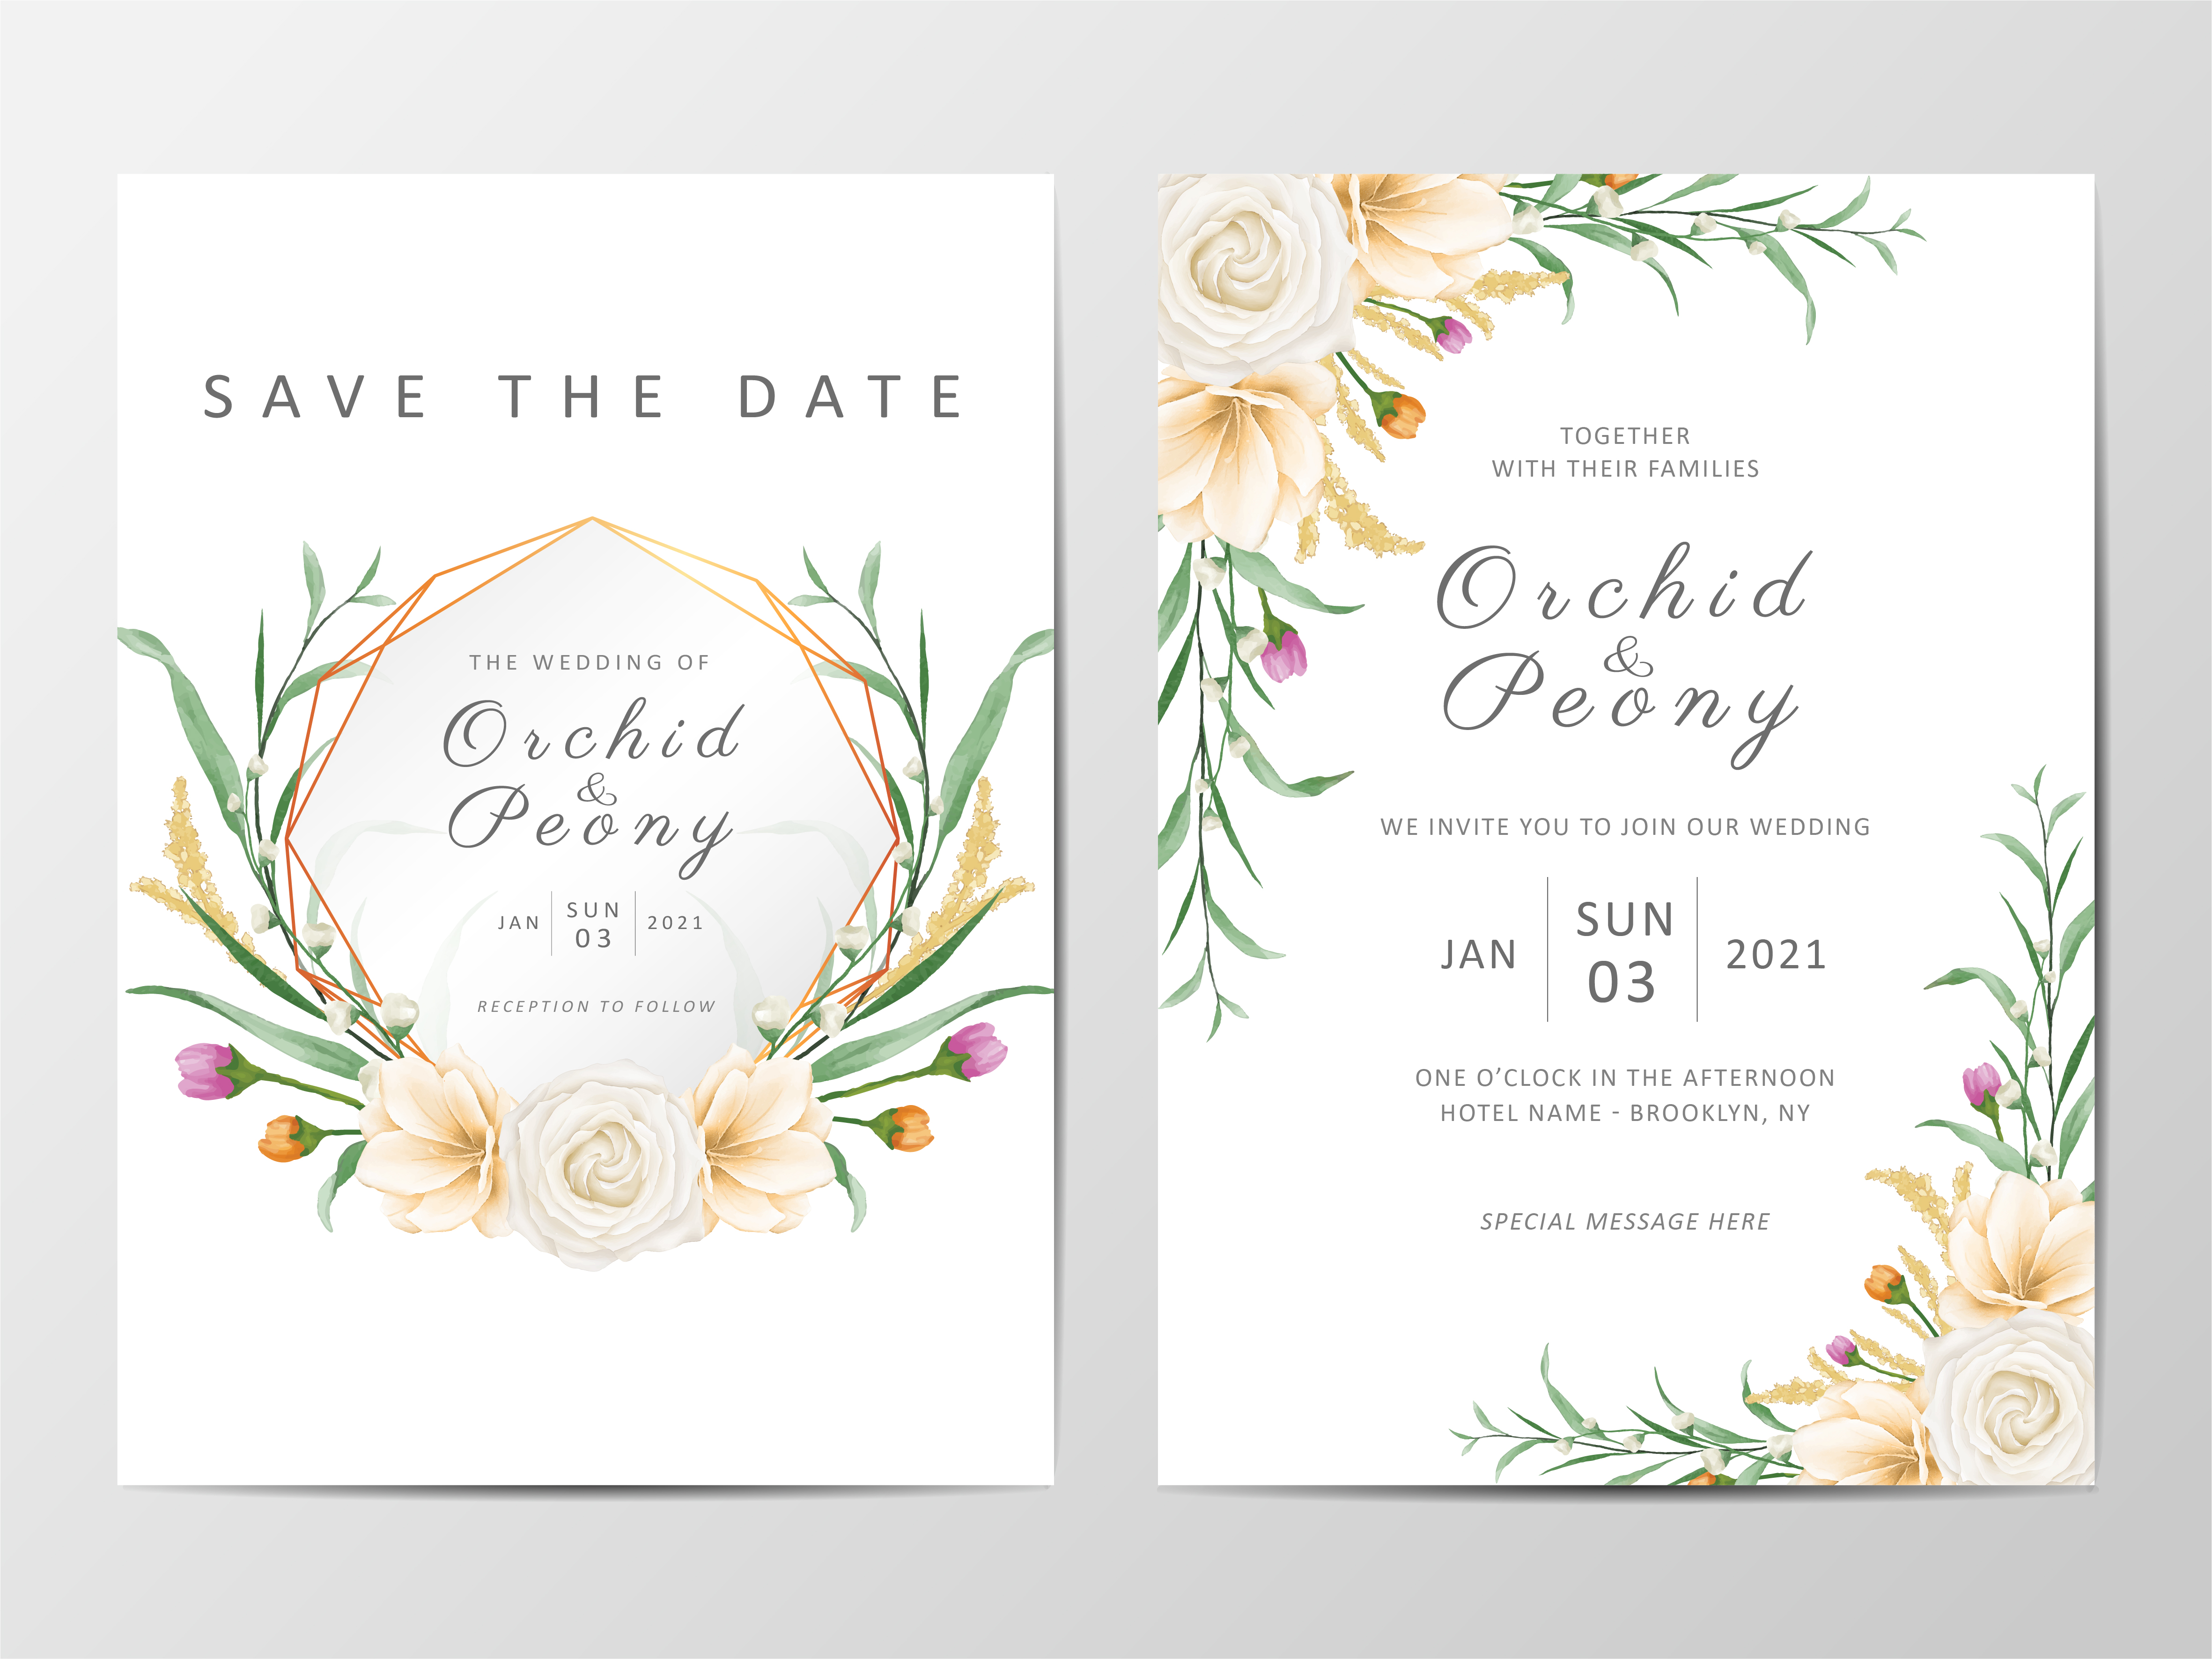 SAVE THE DATE
THE WEDDING OF
Orchid
&
Peony
JAN
SUN
03
2021
RECEPTION TO FOLLOW
TOGETHER
WITH THEIR FAMILIES
Orchid
&
Peony
WE INVITE YOU TO JOIN OUR WEDDING
JAN
SUN
03
2021
ONE O’CLOCK IN THE AFTERNOON
HOTEL NAME - BROOKLYN, NY
SPECIAL MESSAGE HERE